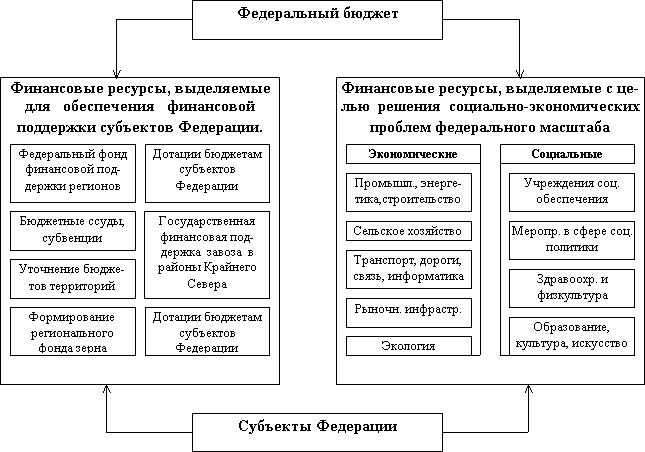 Федеральный бюджет
Финансовые ресурсы, выделяемые
для обеспечения финансовой
поддержки субъектов Федерации.
Федеральный фонд
финансовой под-
держки регионов
Дотации бюджетам
субъектов
Федерации
Бюджетные ссуды,
субвенции
Государственная
финансовая под-
держка завоза в
районы Крайнего
Севера
Уточнение бюдже-
тов территорий
Формирование
регионального
фонда зерна
Дотации бюджетам
субъектов
Федерации
Финансовые ресурсы, выделяемые с це-
лью решения социально-экономических
проблем федерального масштаба
Экономические
Промышл., энерге-
тика,строительство
Сельское хозяйство
Транспорт, дороги,
связь, информатика
Рыночн. инфрастр.
Экология
Социальные
Учреждения соц.
обеспечения
Меропр. в сфере соц.
политики
Здравоохр. и
физкультура
Образование,
культура, искусство
Субъекты Федерации